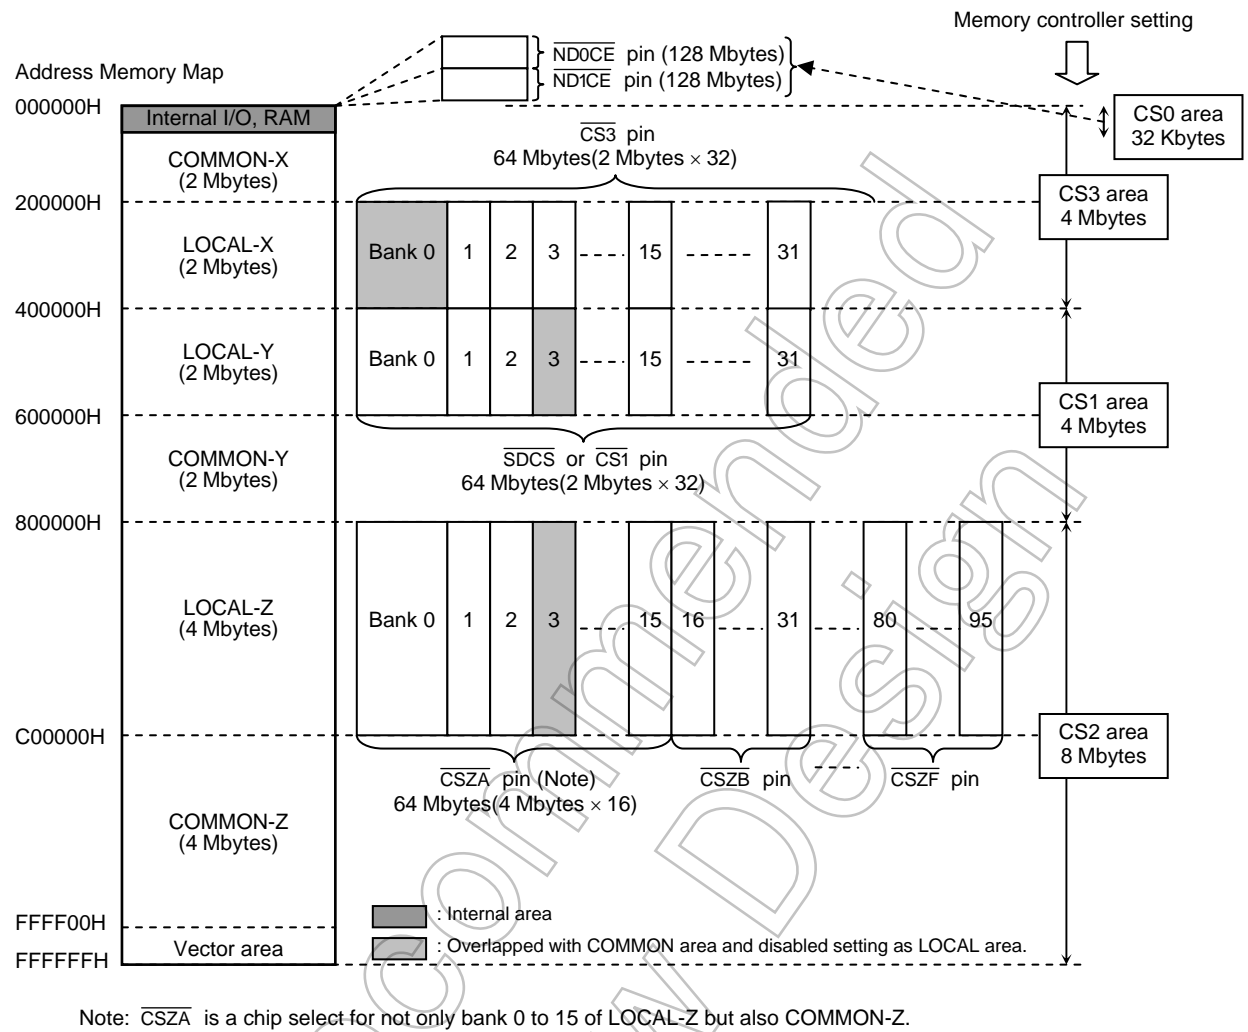 Memory controller setting
ND0CE pin (128 Mbytes)
ND1CE pin (128 Mbytes)
Address Memory Map
000000H
Internal I/O, RAM
CS0 area
32 Kbytes
CS3 pin
64 Mbytes(2 Mbytes × 32)
COMMON-X
(2 Mbytes)
200000H
CS3 area
4 Mbytes
LOCAL-X
(2 Mbytes)
Bank 0 1 2 3 15 31
400000H
LOCAL-Y
(2 Mbytes)
Bank 0 1 2 3 15 31
600000H
CS1 area
4 Mbytes
COMMON-Y
(2 Mbytes)
SDCS or CS1 pin
64 Mbytes(2 Mbytes × 32)
800000H
LOCAL-Z
(4 Mbytes)
Bank 0 1 2 3 15 16 31 80 95
C00000H
CS2 area
8 Mbytes
CSZA pin (Note)
64 Mbytes(4 Mbytes × 16)
CSZB pin
CSZF pin
COMMON-Z
(4 Mbytes)
FFFF00H
: Internal area
Vector area
: Overlapped with COMMON area and disabled setting as LOCAL area.
FFFFFFH
Note: CSZA is a chip select for not only bank 0 to 15 of LOCAL-Z but also COMMON-Z.
commended
w Design